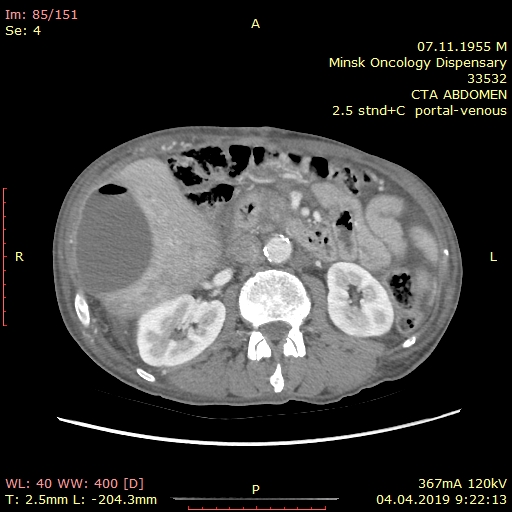 Im: 85/151
Se: 4
A
07.11.1955 M
Minsk Oncology Dispensary
33532
CTA ABDOMEN
2.5 stnd+C portal-venous
R
L
WL: 40 WW: 400 [D]
T: 2.5mm L: -204.3mm
P
367mA 120kV
04.04.2019 9:22:13